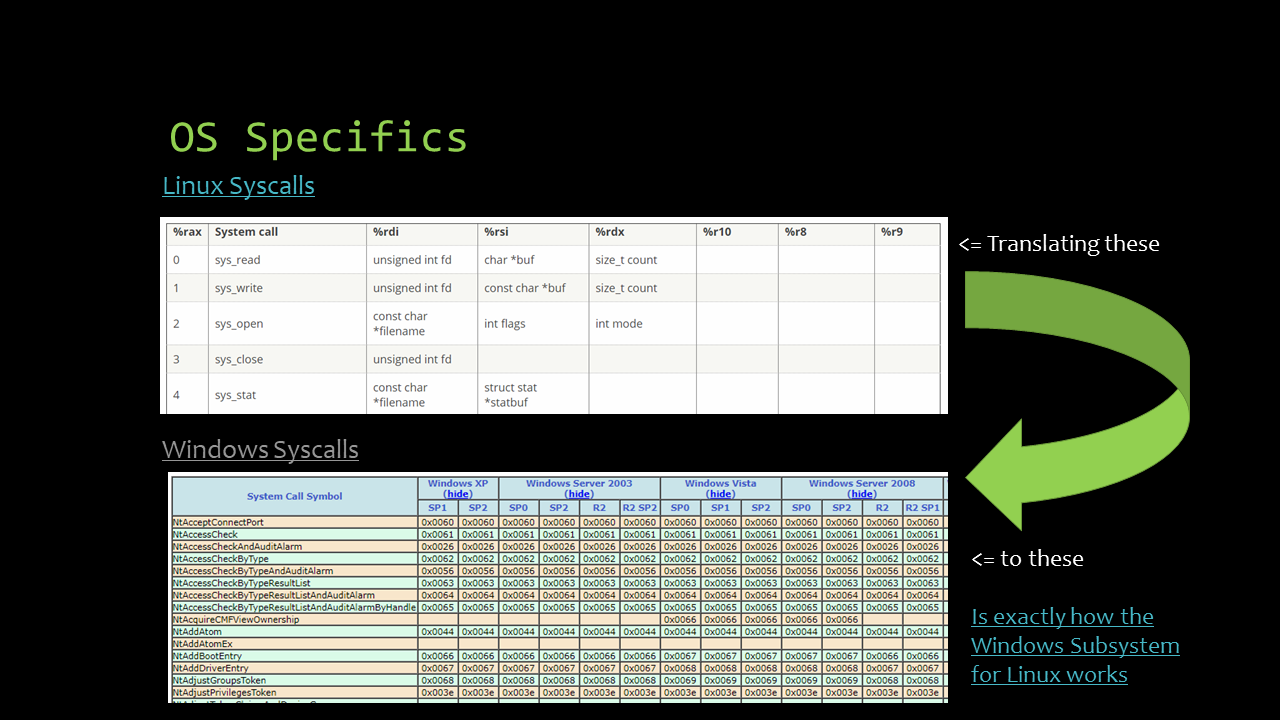 OS Specifics
Linux Syscalls
%rax System call %rdi %rsi %rdx %r10 %r8 %r9
0 sys_read unsigned int fd char *buf size_t count
1 sys_write unsigned int fd const char *buf size_t count
2 sys_open const char *filename int flags int mode
3 sys_close unsigned int fd
4 sys_stat const char *filename struct stat *statbuf
<= Translating these
Windows Syscalls
System Call Symbol Windows XP (hide) Windows Server 2003 (hide) Windows Vista (hide) Windows Server 2008 (hide)
SP1 SP2 SP0 SP2 R2 R2 SP2 SP0 SP1 SP2 SP0 SP2 R2 R2 SP1
NtAcceptConnectPort 0x0060 0x0060 0x0060 0x0060 0x0060 0x0060 0x0060 0x0060 0x0060 0x0060 0x0060 0x0060 0x0060
NtAccessCheck 0x0061 0x0061 0x0061 0x0061 0x0061 0x0061 0x0061 0x0061 0x0061 0x0061 0x0061 0x0061 0x0061
NtAccessCheckAndAuditAlarm 0x0026 0x0026 0x0026 0x0026 0x0026 0x0026 0x0026 0x0026 0x0026 0x0026 0x0026 0x0026 0x0026
NtAccessCheckByType 0x0062 0x0062 0x0062 0x0062 0x0062 0x0062 0x0062 0x0062 0x0062 0x0062 0x0062 0x0062 0x0062
NtAccessCheckByTypeAndAuditAlarm 0x0056 0x0056 0x0056 0x0056 0x0056 0x0056 0x0056 0x0056 0x0056 0x0056 0x0056 0x0056 0x0056
NtAccessCheckByTypeResultList 0x0063 0x0063 0x0063 0x0063 0x0063 0x0063 0x0063 0x0063 0x0063 0x0063 0x0063 0x0063 0x0063
NtAccessCheckByTypeResultListAndAuditAlarm 0x0064 0x0064 0x0064 0x0064 0x0064 0x0064 0x0064 0x0064 0x0064 0x0064 0x0064 0x0064 0x0064
NtAccessCheckByTypeResultListAndAuditAlarmByHandle 0x0065 0x0065 0x0065 0x0065 0x0065 0x0065 0x0065 0x0065 0x0065 0x0065 0x0065 0x0065 0x0065
NtAcquireCMFViewOwnership 0x0066 0x0066 0x0066 0x0066 0x0066
NtAddAtom 0x0044 0x0044 0x0044 0x0044 0x0044 0x0044 0x0044 0x0044 0x0044 0x0044 0x0044 0x0044 0x0044
NtAddAtomEx
NtAddBootEntry 0x0066 0x0066 0x0066 0x0066 0x0066 0x0066 0x0067 0x0067 0x0067 0x0067 0x0067 0x0066 0x0066
NtAddDriverEntry 0x0067 0x0067 0x0067 0x0067 0x0067 0x0067 0x0068 0x0068 0x0068 0x0068 0x0068 0x0067 0x0067
NtAdjustGroupsToken 0x0068 0x0068 0x0068 0x0068 0x0068 0x0068 0x0069 0x0069 0x0069 0x0069 0x0069 0x0068 0x0068
NtAdjustPrivilegesToken 0x003e 0x003e 0x003e 0x003e 0x003e 0x003e 0x003e 0x003e 0x003e 0x003e 0x003e 0x003e 0x003e
<= to these
Is exactly how the
Windows Subsystem
for Linux works